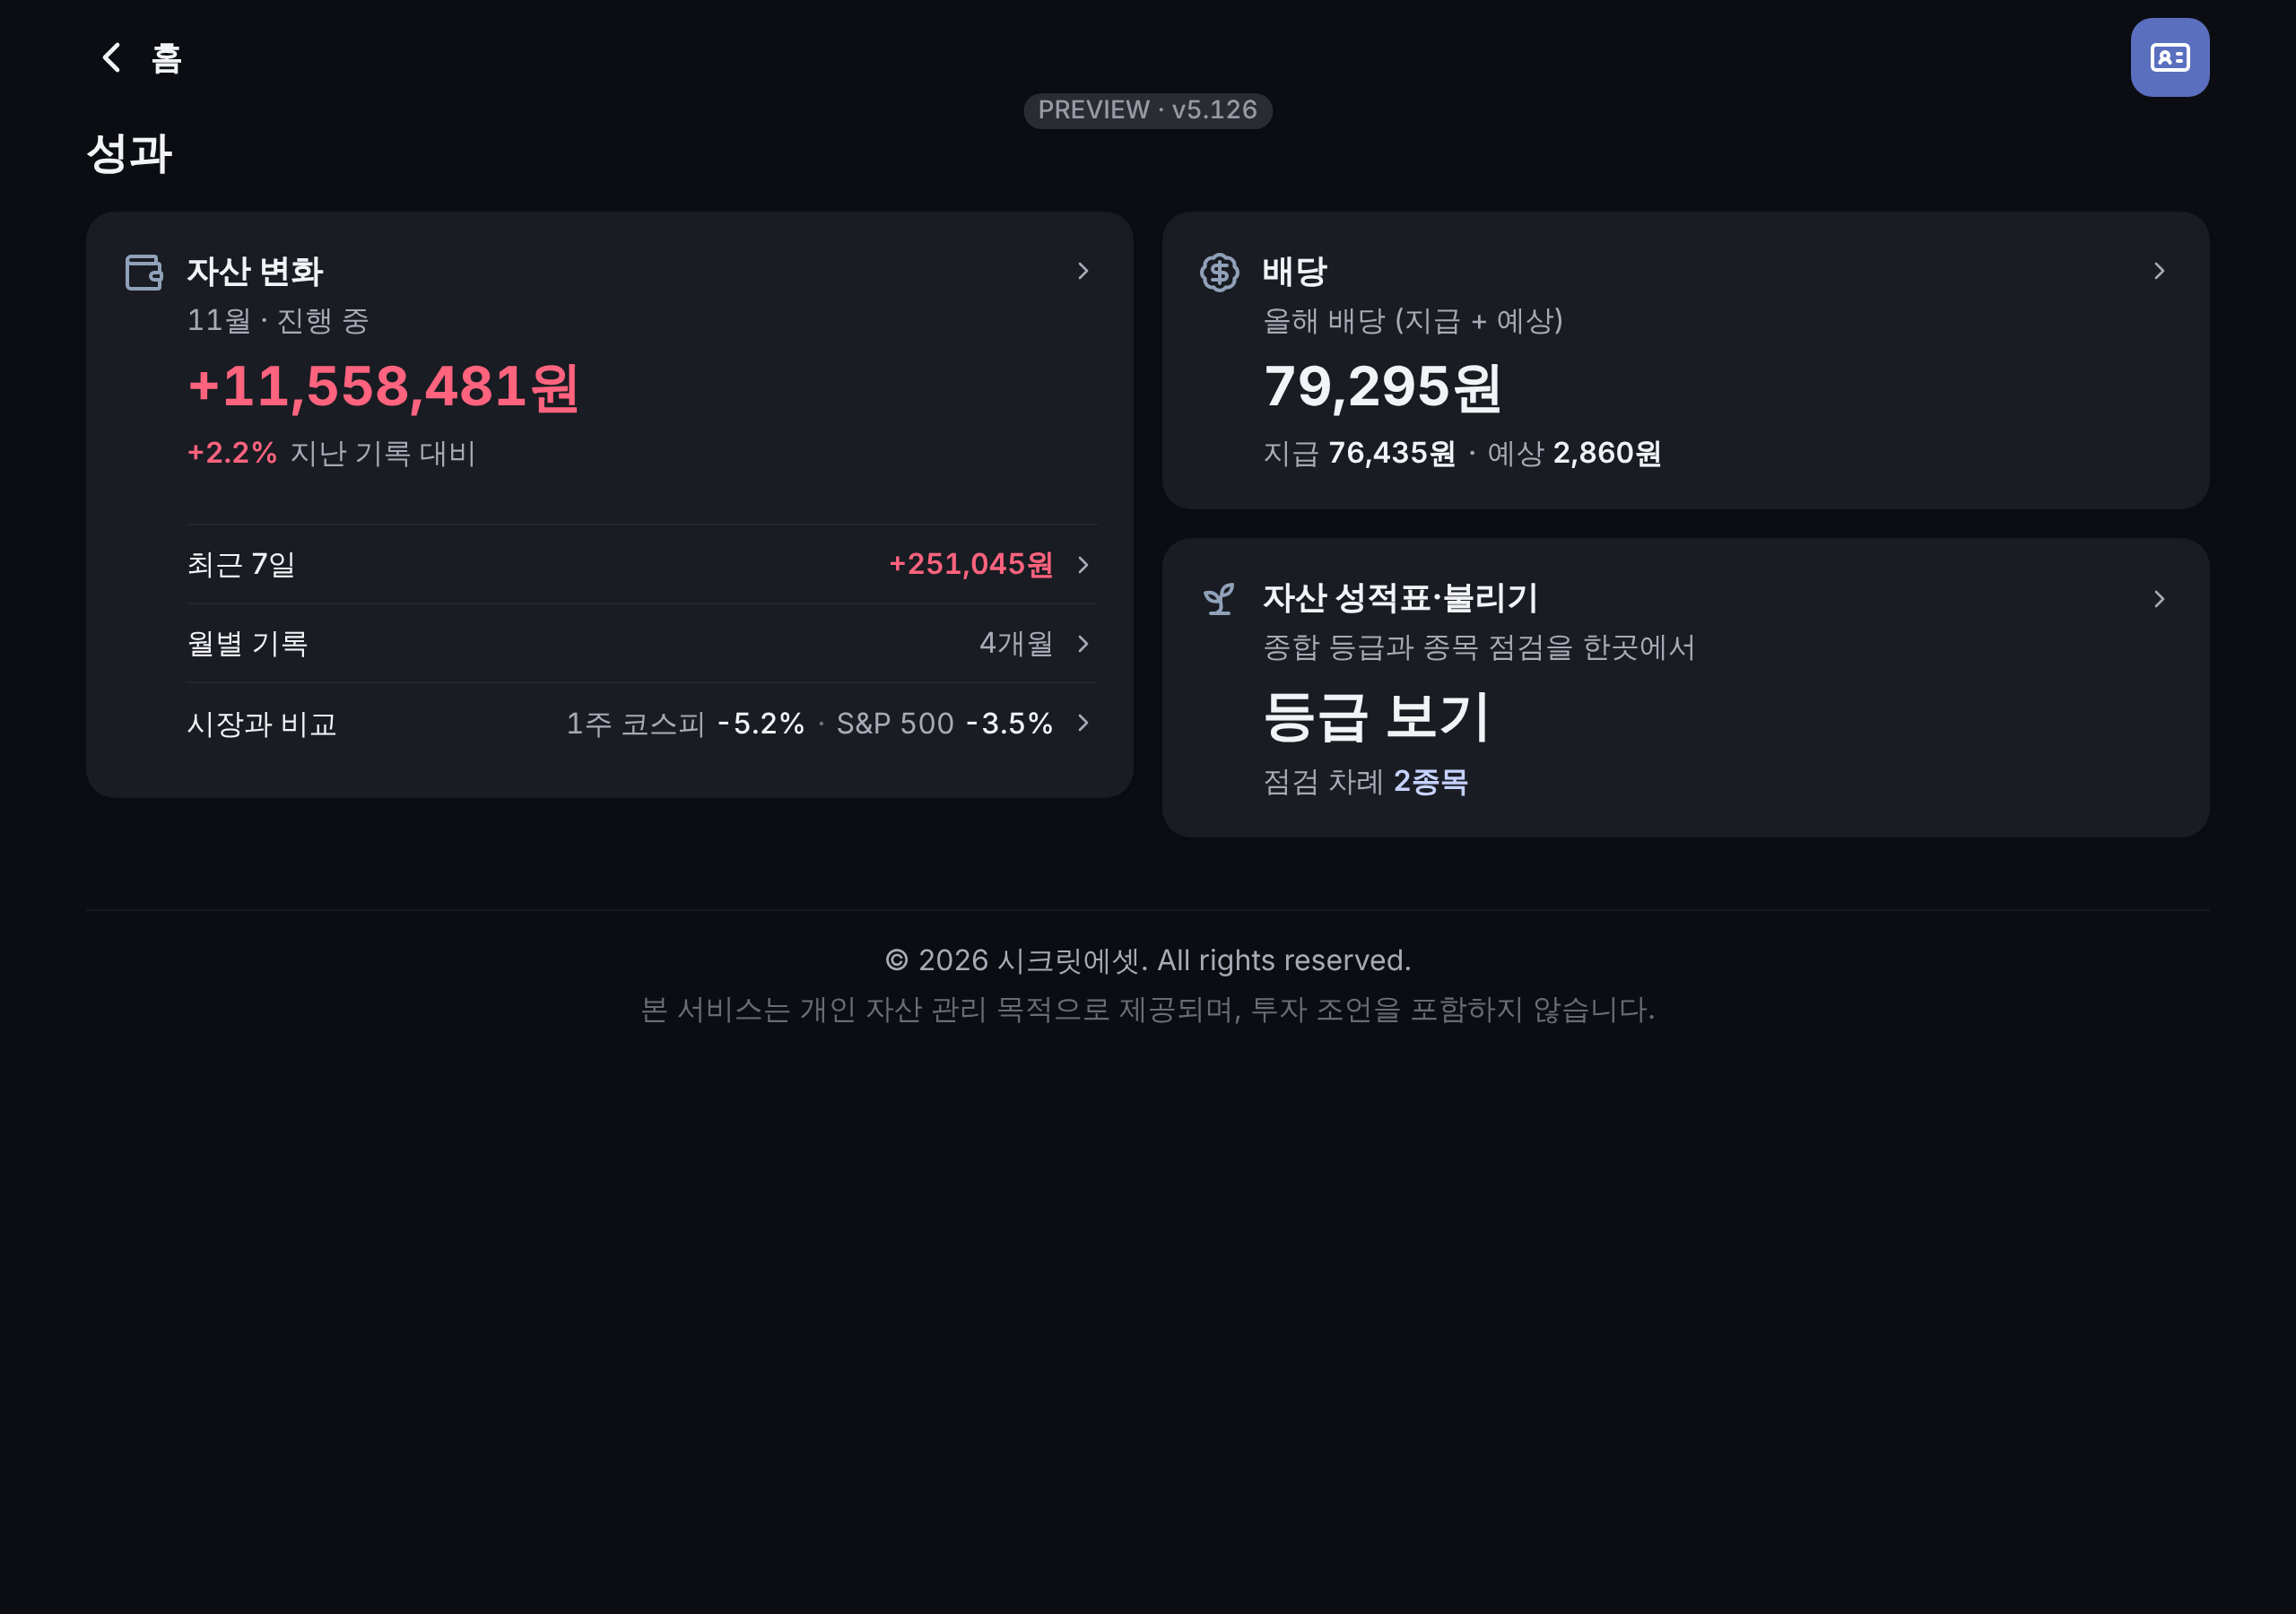 홈
PREVIEW · v5.126
성과
자산 변화
11월 · 진행 중
+11,558,481원
+2.2% 지난 기록 대비
최근 7일 +251,045원
월별 기록 4개월
시장과 비교 1주 코스피 -5.2% · S&P 500 -3.5%
배당
올해 배당 (지급 + 예상)
79,295원
지급 76,435원 · 예상 2,860원
자산 성적표·불리기
종합 등급과 종목 점검을 한곳에서
등급 보기
점검 차례 2종목
© 2026 시크릿에셋. All rights reserved.
본 서비스는 개인 자산 관리 목적으로 제공되며, 투자 조언을 포함하지 않습니다.